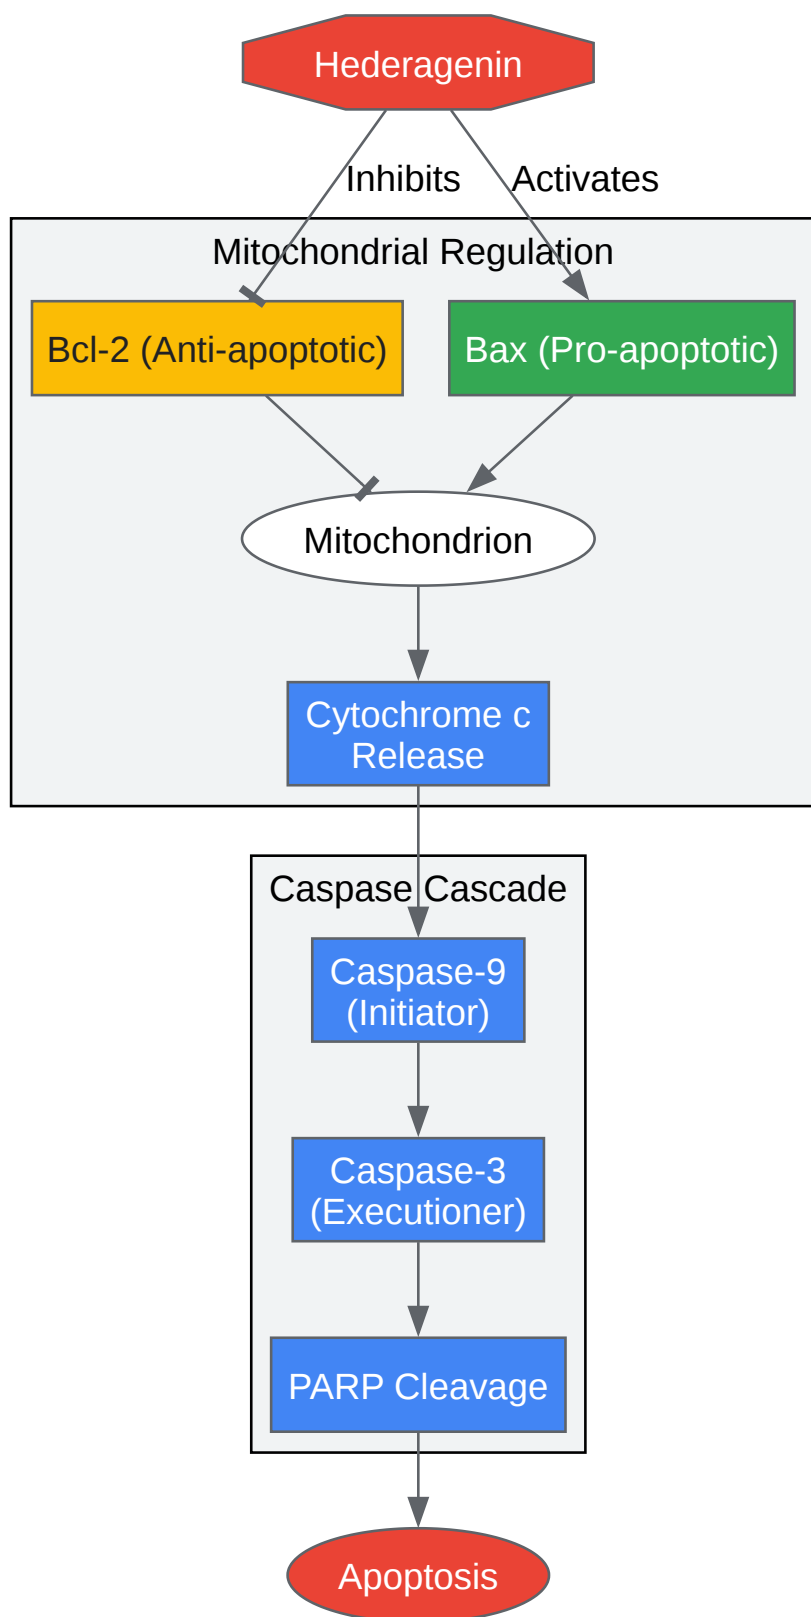 Hederagenin
Inhibits
Activates
Mitochondrial Regulation
Bcl-2 (Anti-apoptotic)
Bax (Pro-apoptotic)
Mitochondrion
Cytochrome c
Release
Caspase Cascade
Caspase-9
(Initiator)
Caspase-3
(Executioner)
PARP Cleavage
Apoptosis